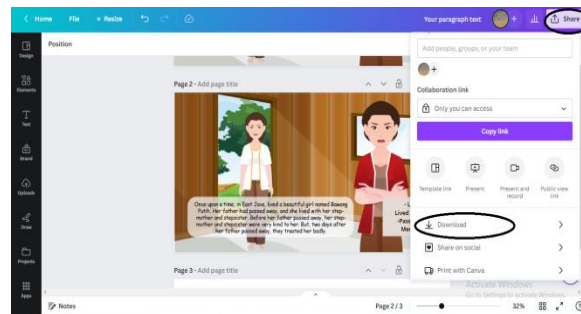 Home File Resize Your paragraph text + Share
Position
Design
Elements
Text
Brand
Uploads
Draw
Projects
Apps
Page 2 - Add page title
Once upon a time, in East Java, lived a beautiful girl named Bawang
Putih. Her father had passed away, and she lived with her step-
mother and stepsister. Before her father passed away, her step-
mother and stepsister were very kind to her. But, two days after
her father passed away, they treated her badly.
Lived
-Pass
Page 3 - Add page title
Add people, groups, or your team
+
Collaboration link
Only you can access
Copy link
Template link Present Present and record Public view link
Download
Share on social
Print with Canva
Activate Windows
Go to Settings to activate Windows.
Notes Page 2 / 3 32%